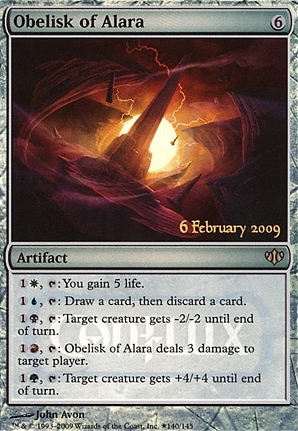 Obelisk of Alara 6
6 February 2009
Artifact
1 , : You gain 5 life.
1 , : Draw a card, then discard a card.
1 , : Target creature gets -2/-2 until end
of turn.
1 , : Obelisk of Alara deals 3 damage to
target player.
1 , : Target creature gets +4/+4 until end
of turn.
CONFLUX
John Avon
™ & © 1993–2009 Wizards of the Coast, Inc. ★140/145